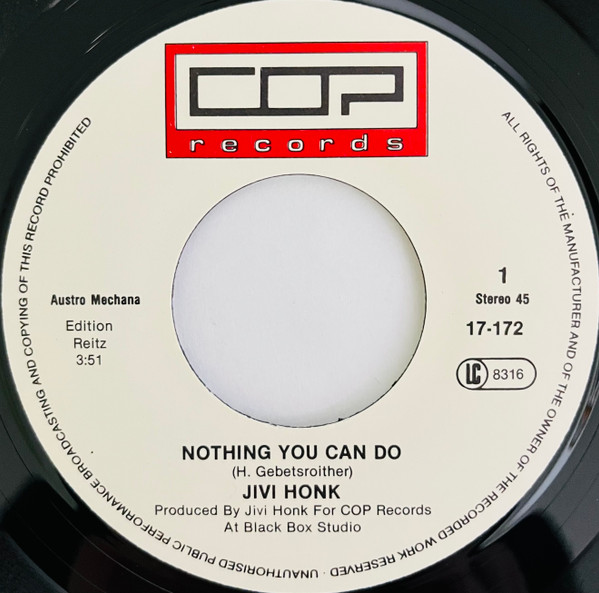 COP
records
ALL RIGHTS OF THE MANUFACTURER AND OF THE OWNER OF THE RECORDED WORK RESERVED · UNAUTHORISED PUBLIC PERFORMANCE BROADCASTING AND COPYING OF THIS RECORD PROHIBITED
Austro Mechana
Edition
Reitz
3:51
1
Stereo 45
17-172
LC 8316
NOTHING YOU CAN DO
(H. Gebetsroither)
JIVI HONK
Produced By Jivi Honk For COP Records
At Black Box Studio